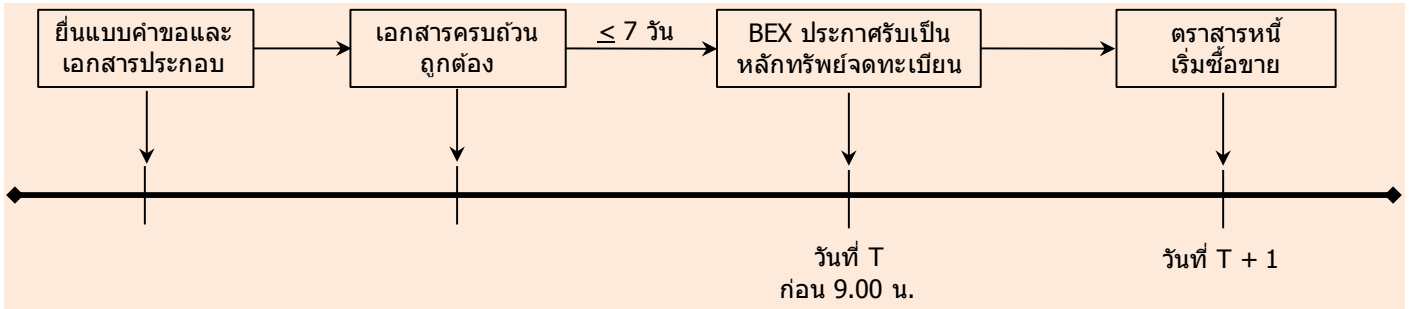 ยื่นแบบคำขอและ
เอกสารประกอบ
เอกสารครบถ้วน
ถูกต้อง
≤ 7 วัน
BEX ประกาศรับเป็น
หลักทรัพย์จดทะเบียน
ตราสารหนี้
เริ่มซื้อขาย
วันที่ T
ก่อน 9.00 น.
วันที่ T + 1